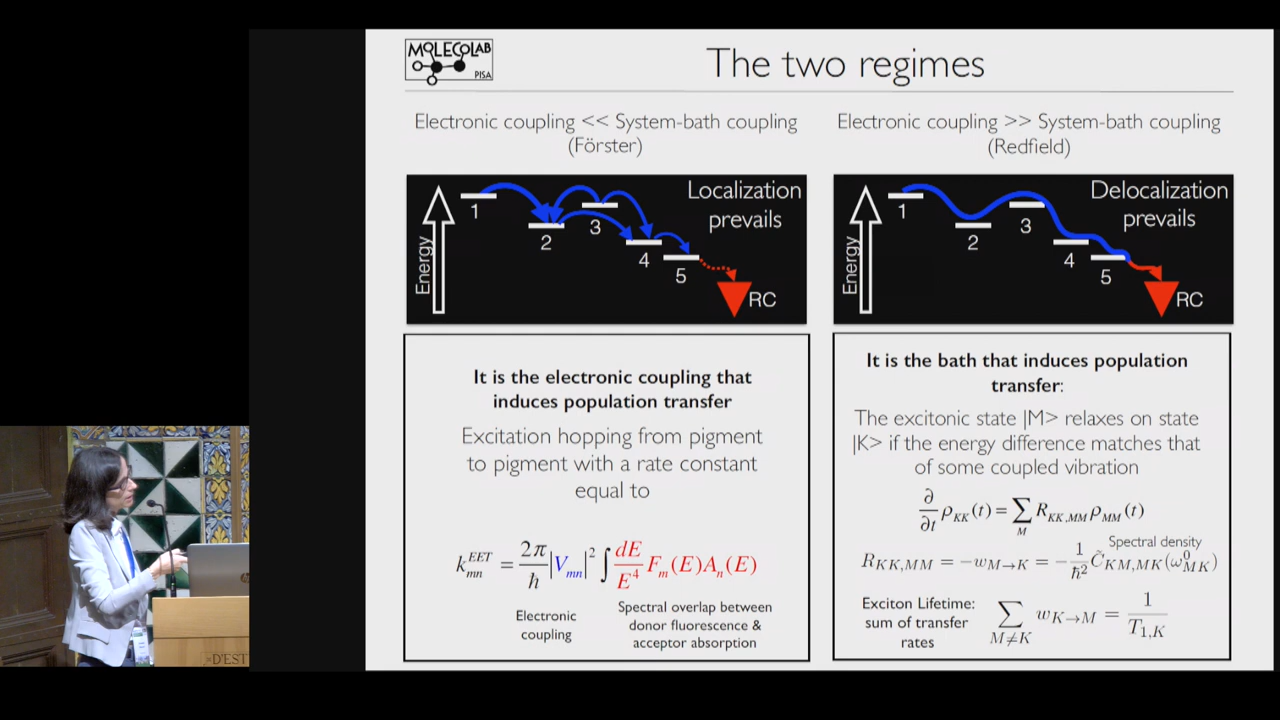 MOLECOLAB
PISA
The two regimes
Electronic coupling << System-bath coupling
(Förster)
Energy
1
2
3
4
5
RC
Localization
prevails
It is the electronic coupling that
induces population transfer
Excitation hopping from pigment
to pigment with a rate constant
equal to
k_{mn}^{EET} = \frac{2\pi}{\hbar} |V_{mn}|^2 \int \frac{dE}{E^4} F_m(E) A_n(E)
Electronic
coupling
Spectral overlap between
donor fluorescence &
acceptor absorption
Electronic coupling >> System-bath coupling
(Redfield)
Energy
1
2
3
4
5
RC
Delocalization
prevails
It is the bath that induces population
transfer:
The excitonic state |M> relaxes on state
|K> if the energy difference matches that
of some coupled vibration
\frac{\partial}{\partial t} \rho_{KK}(t) = \sum_M R_{KK,MM} \rho_{MM}(t)
Spectral density
R_{KK,MM} = -w_{M→K} = -\frac{1}{\hbar^2} \tilde{C}_{KM,MK}(\omega_{MK}^0)
Exciton Lifetime:
sum of transfer
rates
\sum_{M≠K} w_{K→M} = \frac{1}{T_{1,K}}
D'EST